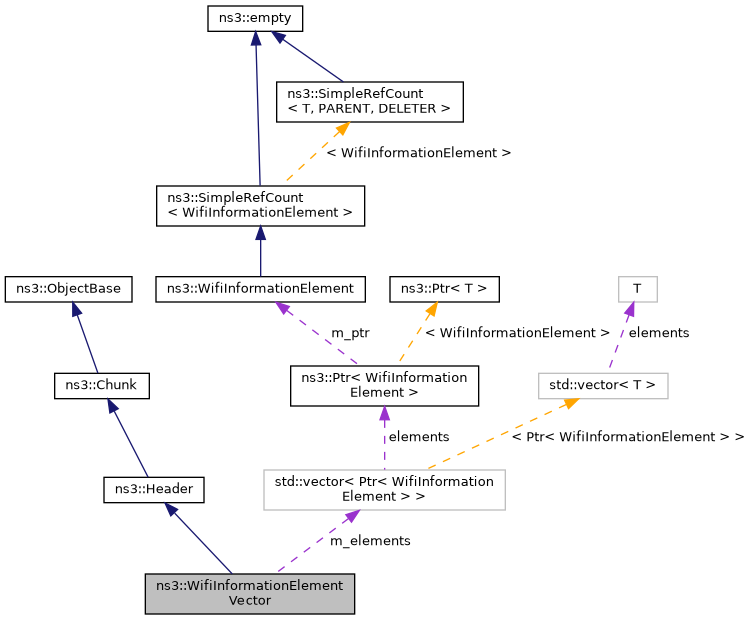 ns3::empty
ns3::SimpleRefCount
< T, PARENT, DELETER >
< WifiInformationElement >
ns3::SimpleRefCount
< WifiInformationElement >
ns3::ObjectBase
ns3::WifiInformationElement
ns3::Ptr< T >
T
m_ptr
< WifiInformationElement >
elements
ns3::Chunk
ns3::Ptr< WifiInformation
Element >
std::vector< T >
elements
< Ptr< WifiInformationElement > >
ns3::Header
std::vector< Ptr< WifiInformation
Element > >
m_elements
ns3::WifiInformationElement
Vector